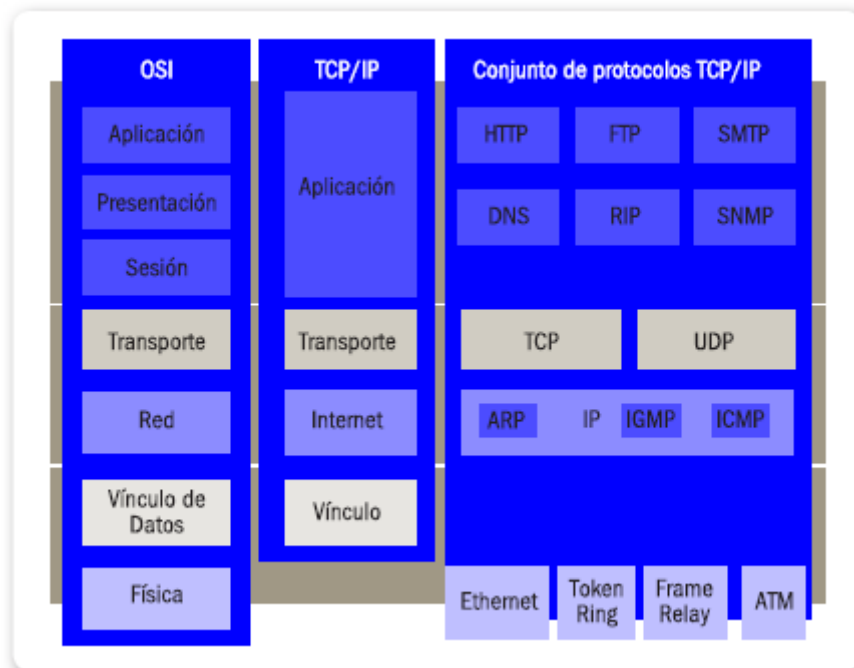 OSI
Aplicación
Presentación
Sesión
Transporte
Red
Vínculo de
Datos
Física
TCP/IP
Aplicación
Transporte
Internet
Vínculo
Conjunto de protocolos TCP/IP
HTTP FTP SMTP
DNS RIP SNMP
TCP UDP
ARP IP IGMP ICMP
Ethernet
Token
Ring
Frame
Relay
ATM